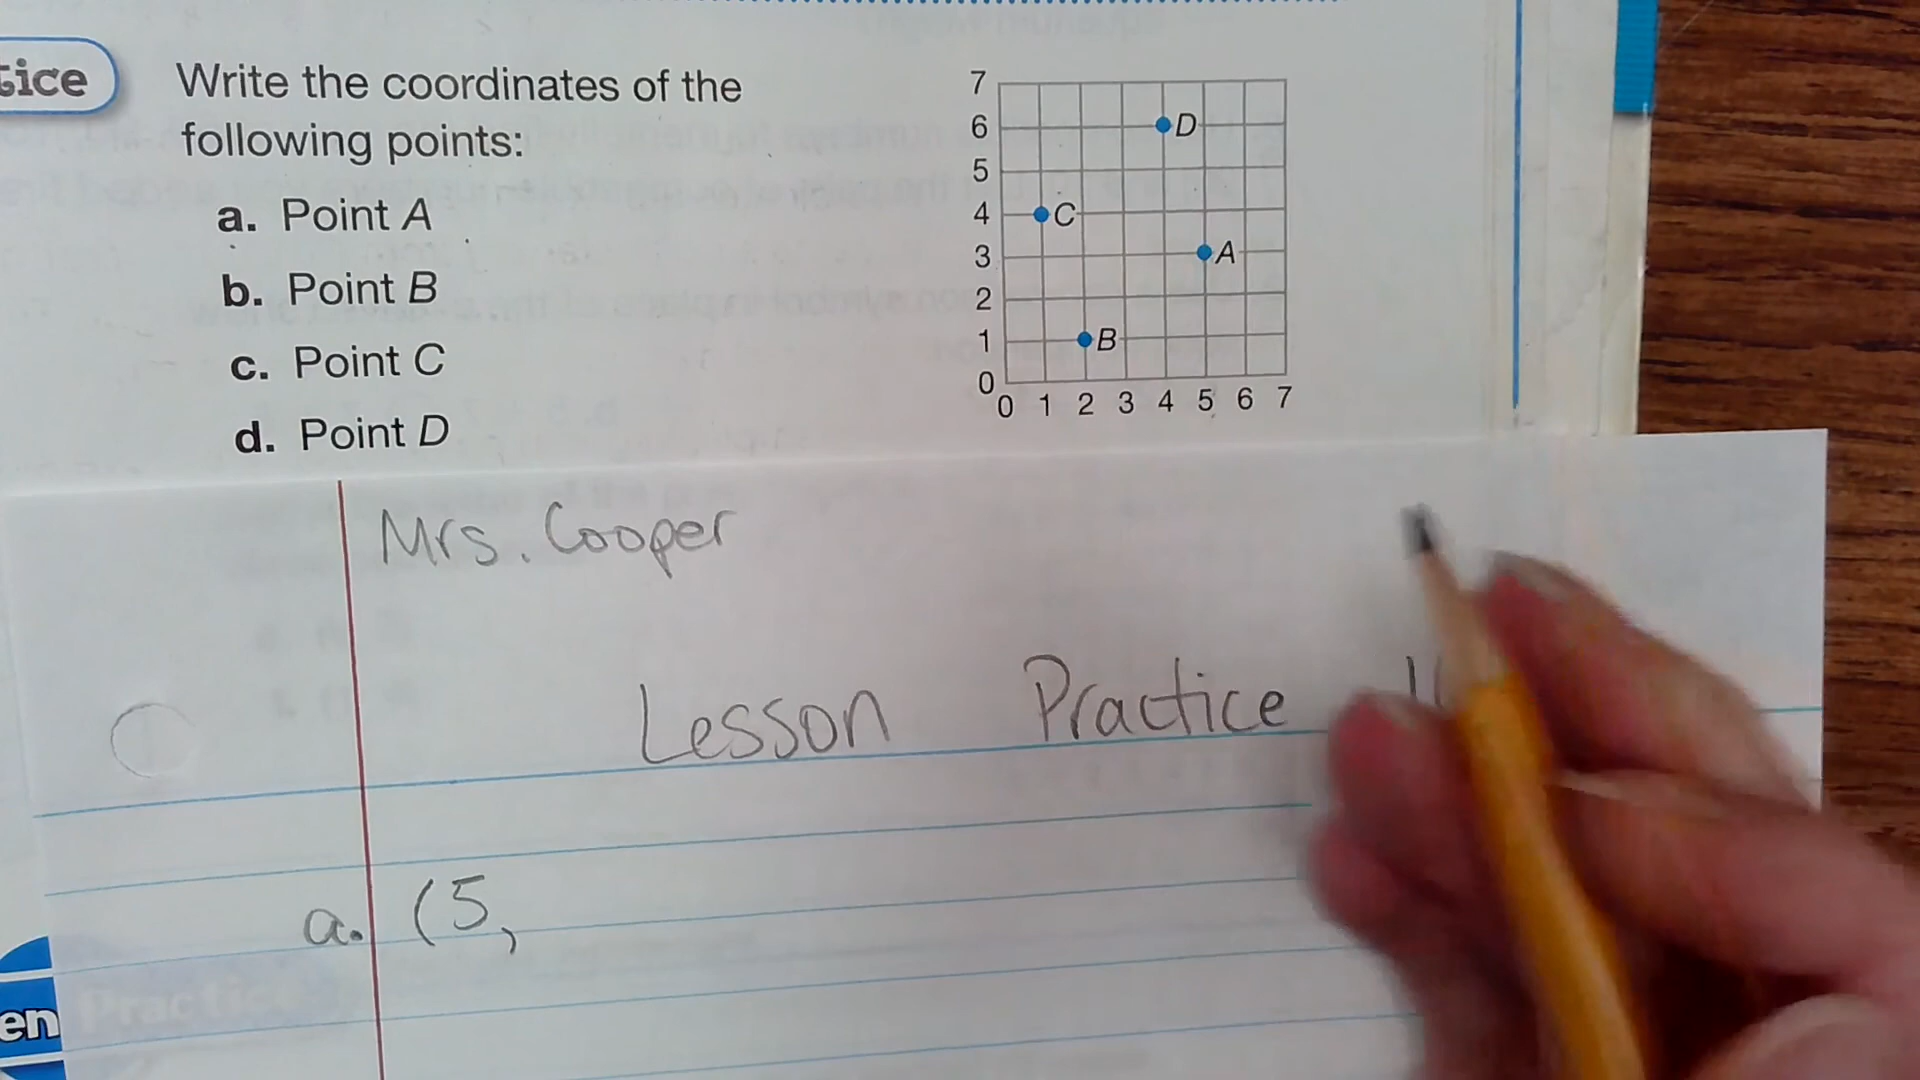 tice
Write the coordinates of the
following points:
a. Point A
b. Point B
c. Point C
d. Point D
7
6 D
5
4 C
3 A
2
1 B
0
0 1 2 3 4 5 6 7
Mrs. Cooper
Lesson Practice
a. (5,
en
Practice